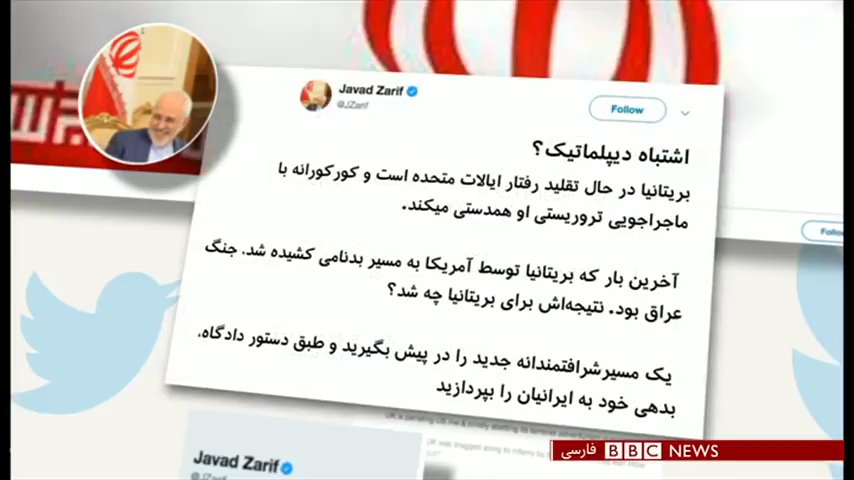 Javad Zarif
@JZarif
Follow
اشتباه دیپلماتیک؟
بریتانیا در حال تقلید رفتار ایالات متحده است و کورکورانه با
ماجراجویی تروریستی او همدستی میکند.
آخرین بار که بریتانیا توسط آمریکا به مسیر بدنامی کشیده شد. جنگ
عراق بود. نتیجه‌اش برای بریتانیا چه شد؟
یک مسیرشرافتمندانه جدید را در پیش بگیرید و طبق دستور دادگاه،
بدهی خود به ایرانیان را بپردازید
Javad Zarif
BBC NEWS فارسی